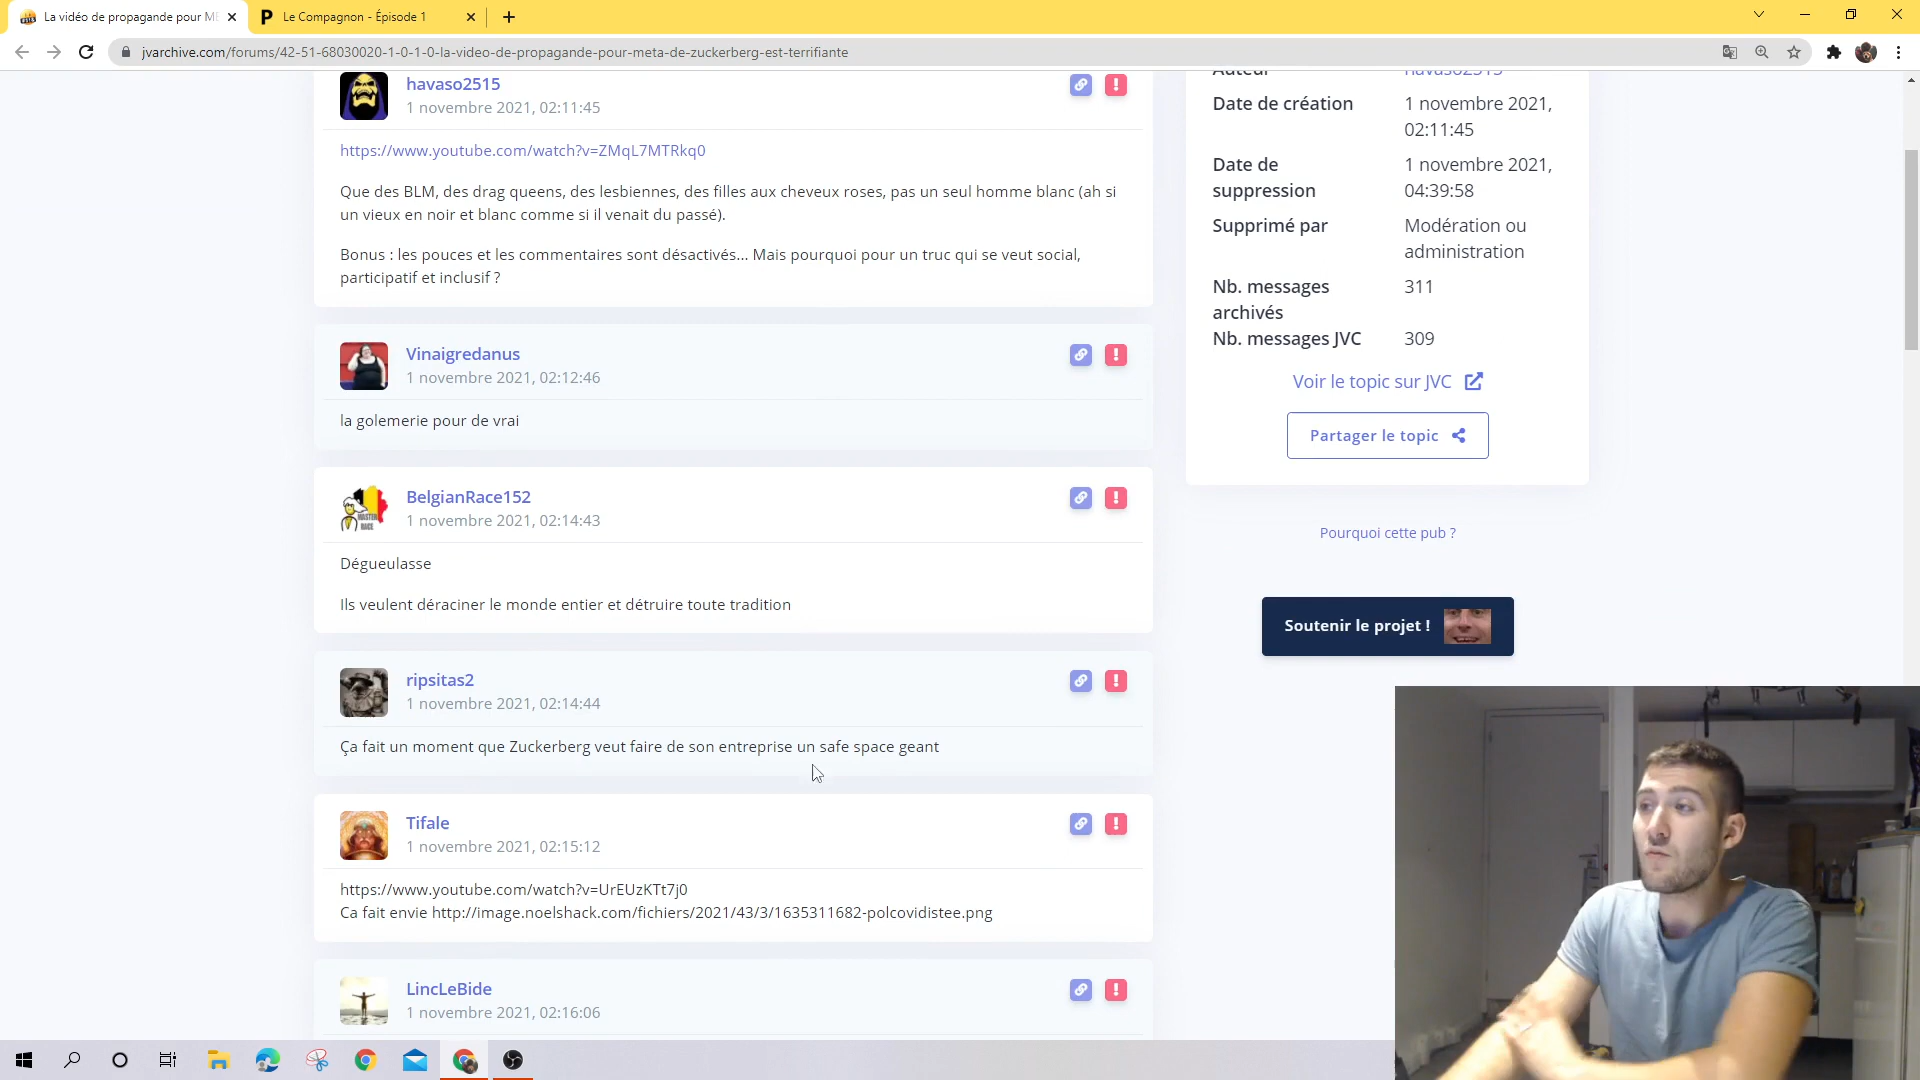 La vidéo de propagande pour ME
Le Compagnon - Épisode 1
jvarchive.com/forums/42-51-68030020-1-0-1-0-la-video-de-propagande-pour-meta-de-zuckerberg-est-terrifiante
havaso2515
1 novembre 2021, 02:11:45
https://www.youtube.com/watch?v=ZMqL7MTRkq0
Que des BLM, des drag queens, des lesbiennes, des filles aux cheveux roses, pas un seul homme blanc (ah si
un vieux en noir et blanc comme si il venait du passé).
Bonus : les pouces et les commentaires sont désactivés... Mais pourquoi pour un truc qui se veut social,
participatif et inclusif ?
Vinaigredanus
1 novembre 2021, 02:12:46
la golemerie pour de vrai
BelgianRace152
1 novembre 2021, 02:14:43
MASTER
RACE
Dégueulasse
Ils veulent déraciner le monde entier et détruire toute tradition
ripsitas2
1 novembre 2021, 02:14:44
Ça fait un moment que Zuckerberg veut faire de son entreprise un safe space geant
Tifale
1 novembre 2021, 02:15:12
https://www.youtube.com/watch?v=UrEUzKTt7j0
Ca fait envie http://image.noelshack.com/fichiers/2021/43/3/1635311682-polcovidistee.png
LincLeBide
1 novembre 2021, 02:16:06
Auteur havaso2515
Date de création 1 novembre 2021,
02:11:45
Date de 1 novembre 2021,
suppression 04:39:58
Supprimé par Modération ou
administration
Nb. messages 311
archivés
Nb. messages JVC 309
Voir le topic sur JVC
Partager le topic
Pourquoi cette pub ?
Soutenir le projet !